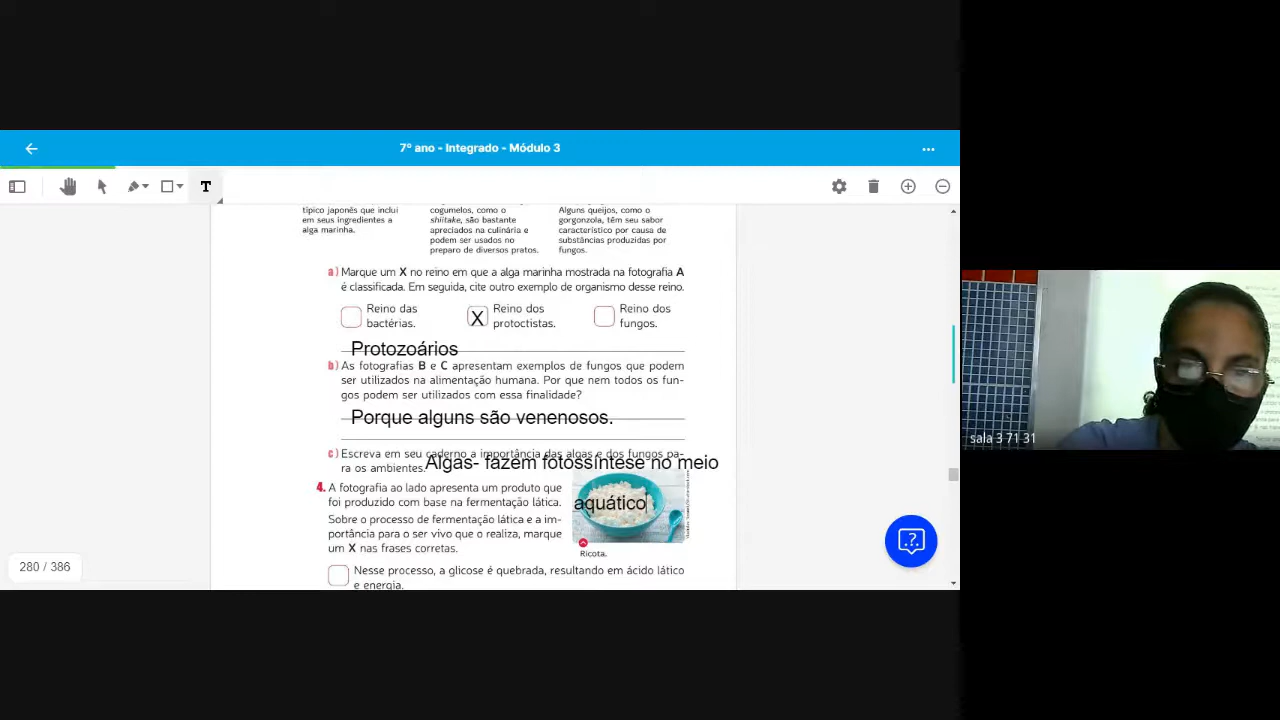 7º ano - Integrado - Módulo 3
T
típico japonês que inclui
em seus ingredientes a
alga marinha.
cogumelos, como o
shiitake, são bastante
apreciados na culinária e
podem ser usados no
preparo de diversos pratos.
Alguns queijos, como o
gorgonzola, têm seu sabor
característico por causa de
substâncias produzidas por
fungos.
a) Marque um X no reino em que a alga marinha mostrada na fotografia A
é classificada. Em seguida, cite outro exemplo de organismo desse reino.
Reino das
bactérias.
X Reino dos
protoctistas.
Reino dos
fungos.
Protozoários
b) As fotografias B e C apresentam exemplos de fungos que podem
ser utilizados na alimentação humana. Por que nem todos os fun-
gos podem ser utilizados com essa finalidade?
Porque alguns são venenosos.
c) Escreva em seu caderno a importância das algas e dos fungos pa-
ra os ambientes.
Algas- fazem fotossíntese no meio
aquático
4. A fotografia ao lado apresenta um produto que
foi produzido com base na fermentação lática.
Sobre o processo de fermentação lática e a im-
portância para o ser vivo que o realiza, marque
um X nas frases corretas.
Ricota.
Nesse processo, a glicose é quebrada, resultando em ácido lático
e energia.
280 / 386
sala 3 71 31